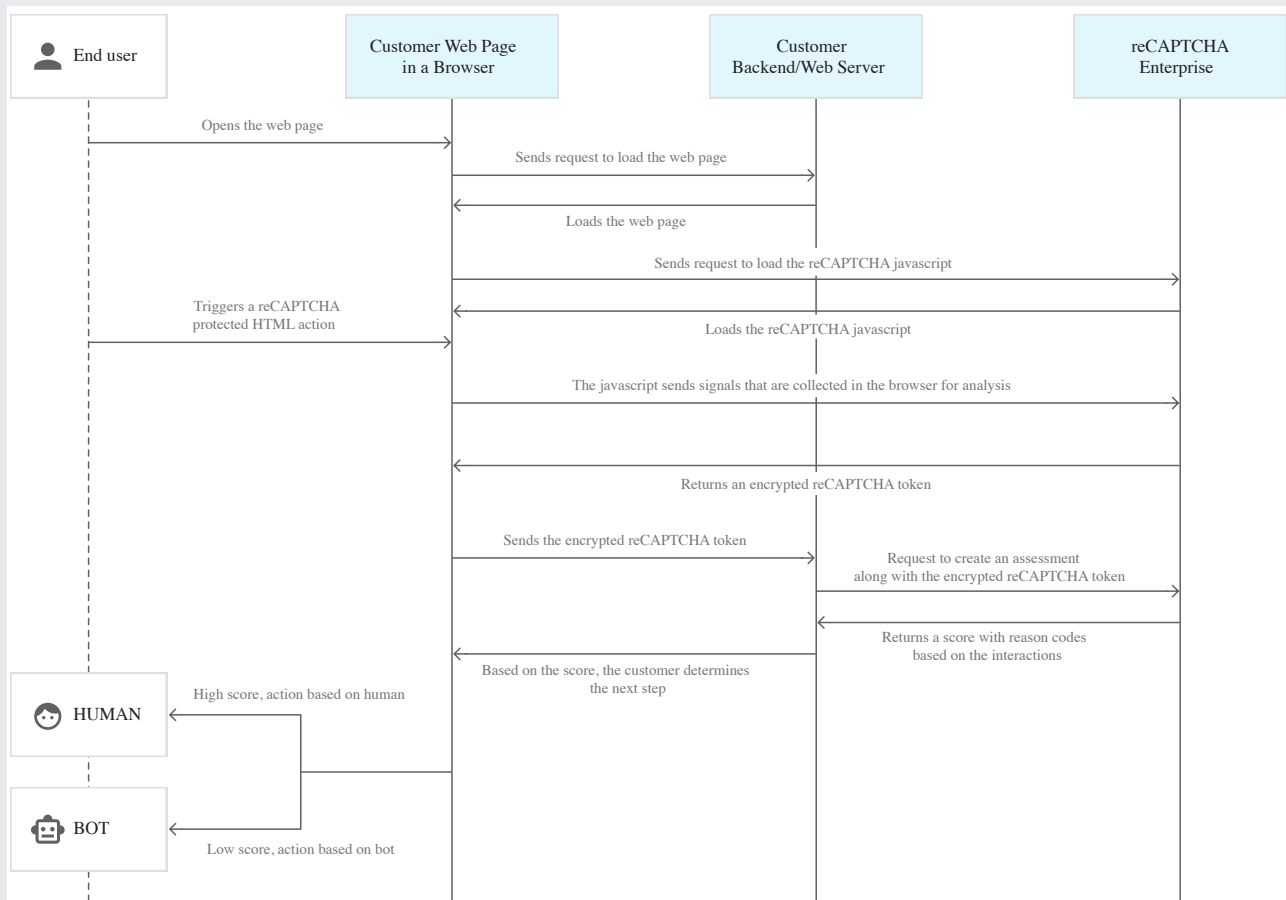 End user
Customer Web Page
in a Browser
Customer
Backend/Web Server
reCAPTCHA
Enterprise
Opens the web page
Sends request to load the web page
Loads the web page
Sends request to load the reCAPTCHA javascript
Triggers a reCAPTCHA
protected HTML action
Loads the reCAPTCHA javascript
The javascript sends signals that are collected in the browser for analysis
Returns an encrypted reCAPTCHA token
Sends the encrypted reCAPTCHA token
Request to create an assessment
along with the encrypted reCAPTCHA token
Returns a score with reason codes
based on the interactions
Based on the score, the customer determines
the next step
High score, action based on human
HUMAN
BOT
Low score, action based on bot